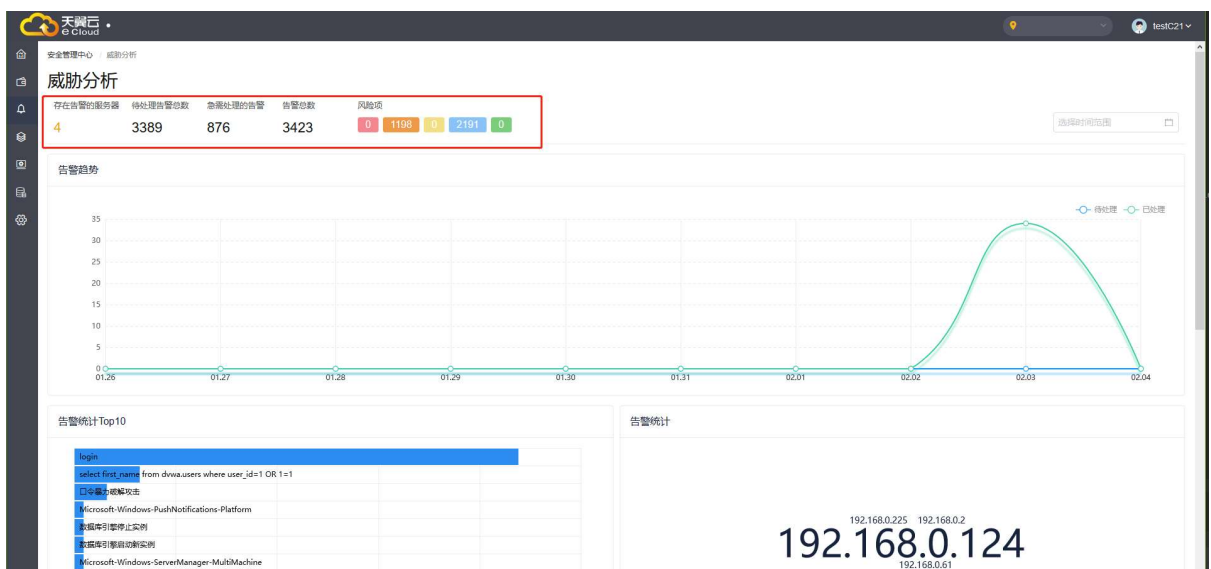 天翼云
e Cloud
testC21
安全管理中心 / 威胁分析
威胁分析
存在告警的服务器 待处理告警总数 急需处理的告警 告警总数 风险项
4 3389 876 3423 0 1198 0 2191 0
选择时间范围
告警趋势
待处理 已处理
35
30
25
20
15
10
5
0
01.26 01.27 01.28 01.29 01.30 01.31 02.01 02.02 02.03 02.04
告警统计Top10
login
select first_name from dvwa.users where user_id=1 OR 1=1
口令暴力破解攻击
Microsoft-Windows-PushNotifications-Platform
数据库引擎停止实例
数据库引擎启动新实例
Microsoft-Windows-ServerManager-MultiMachine
告警统计
192.168.0.225 192.168.0.2
192.168.0.124
192.168.0.61